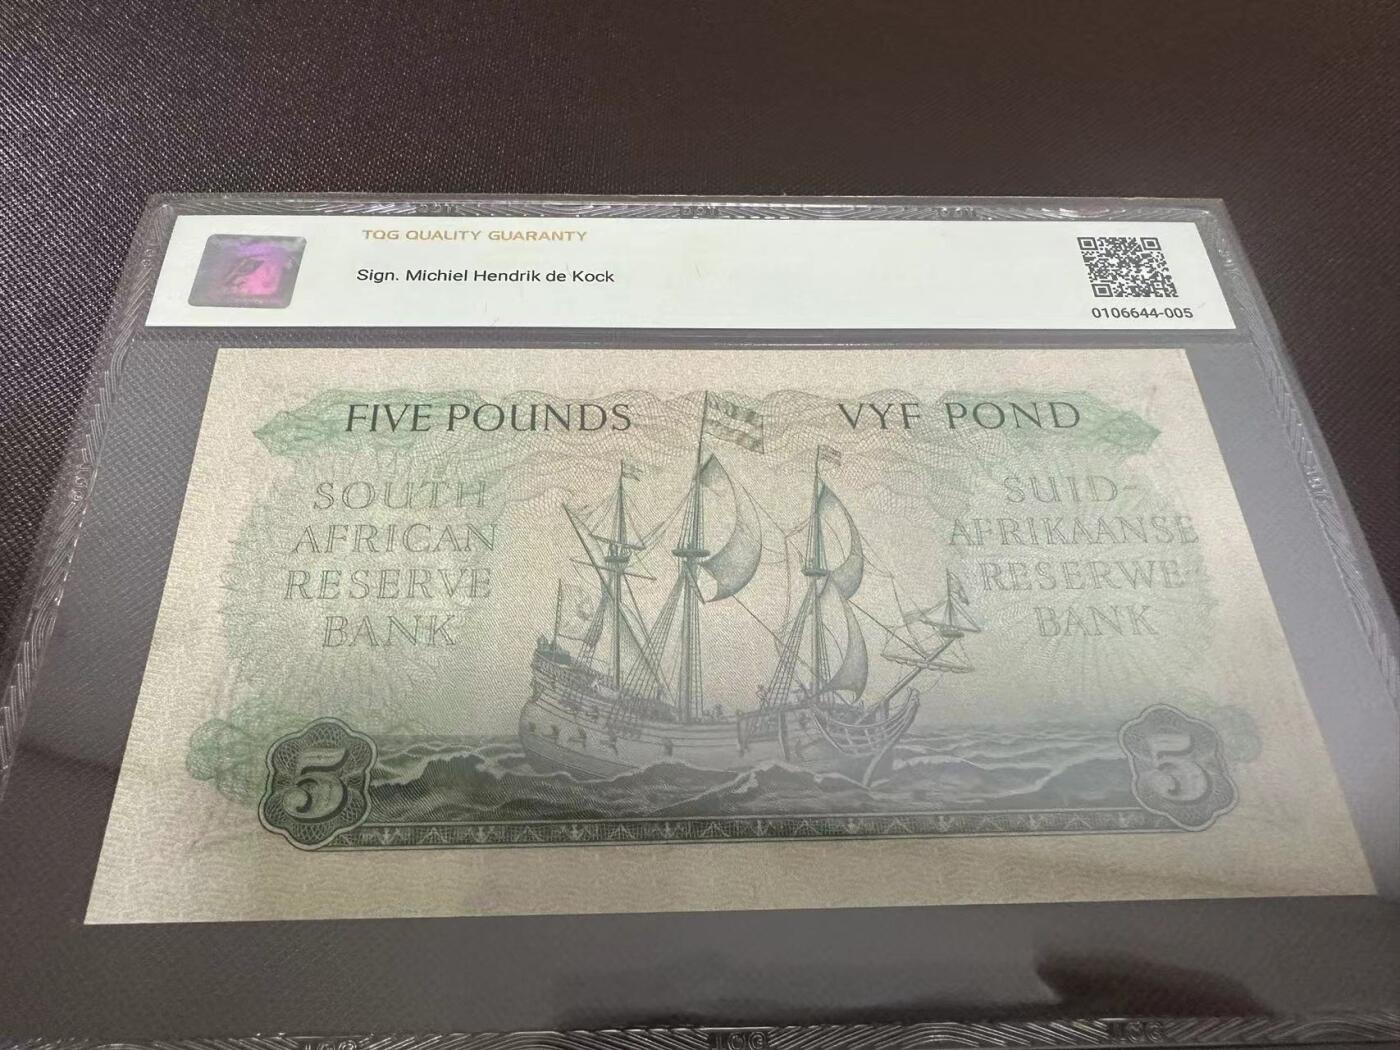 TQG QUALITY GUARANTY
Sign. Michiel Hendrik de Kock
0106644-005
FIVE POUNDS
VYF POND
SOUTH
AFRICAN
RESERVE
BANK
SUID-
AFRIKAANSE
RESERWE-
BANK
5
5